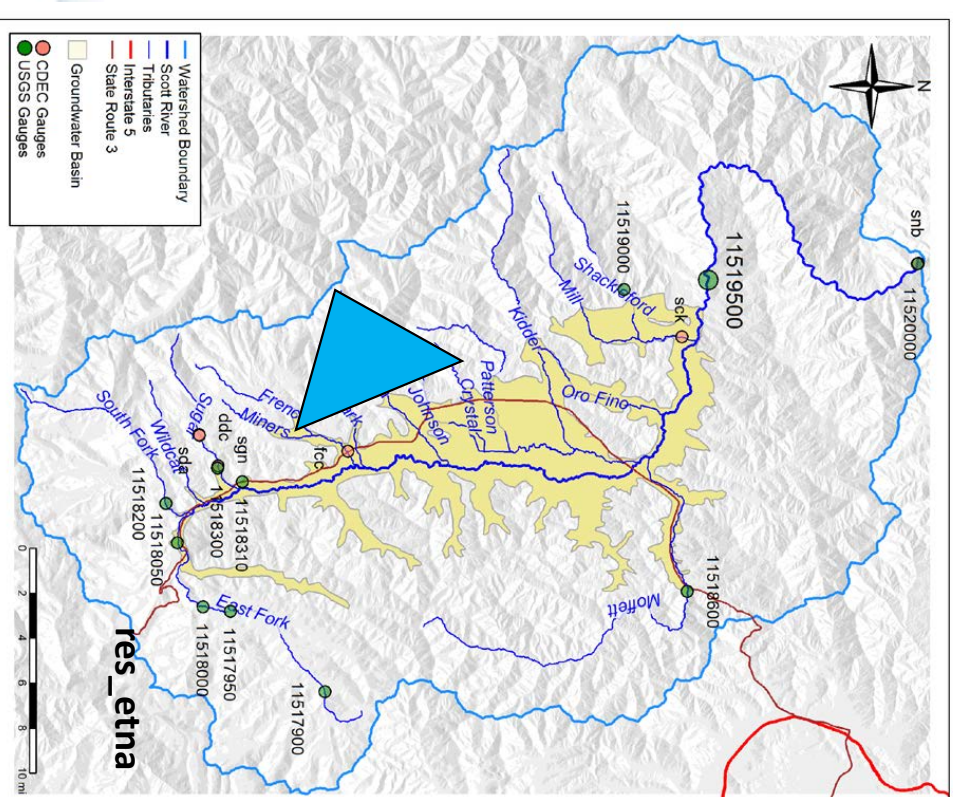 N
snb
11520000
11519500
11519000
Shackleford
Mill
sck
Kidder
Oro Fino
Patterson
Crystal
Johnson
Miners
fcc
Sugar
ddc
sgn
Wildcat
sda
South Fork
11518310
11518300
11518050
11518200
East Fork
11517950
11518000
11517900
Moffett
11518600
res_etna
Watershed Boundary
Scott River
Tributaries
Interstate 5
State Route 3
Groundwater Basin
CDEC Gauges
USGS Gauges
0 2 4 6 8 10 mi